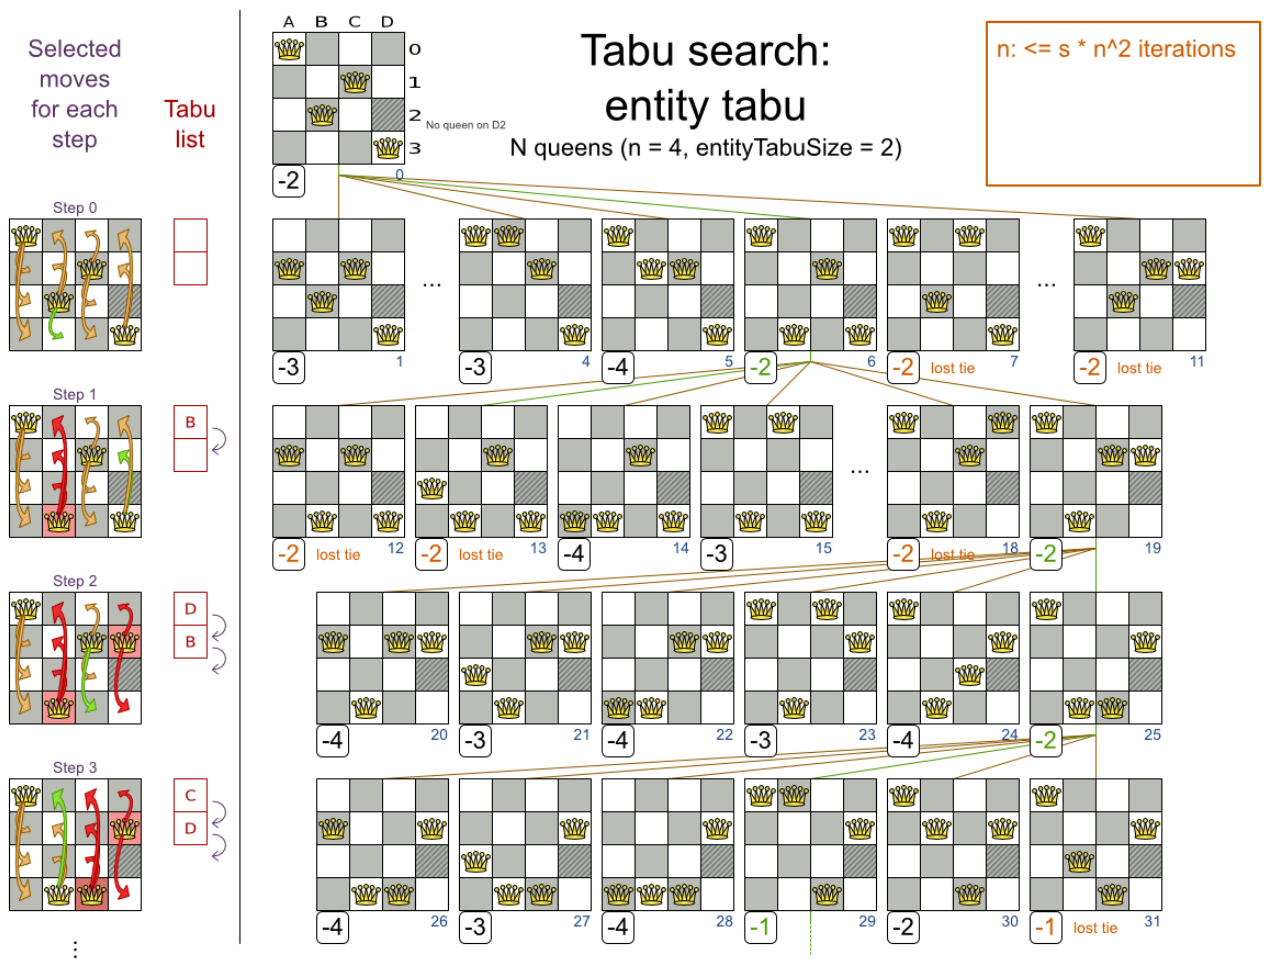 Selected
moves
for each
step
Tabu
list
A B C D
0
1
2
3
No queen on D2
-2
0
Tabu search:
entity tabu
N queens (n = 4, entityTabuSize = 2)
n: <= s * n^2 iterations
Step 0
...
...
-3 1
-3 4
-4 5
-2 6
-2 lost tie 7
-2 lost tie 11
Step 1
B
...
-2 lost tie 12
-2 lost tie 13
-4 14
-3 15
-2 lost tie 18
-2 19
Step 2
D
B
-4 20
-3 21
-4 22
-3 23
-4 24
-2 25
Step 3
C
D
-4 26
-3 27
-4 28
-1 29
-2 30
-1 lost tie 31
...